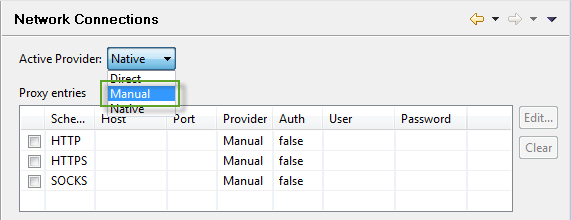 Network Connections
Active Provider: Native
Direct
Proxy entries Manual
Native
Sche... Host Port Provider Auth User Password
HTTP Manual false
HTTPS Manual false
SOCKS Manual false
Edit...
Clear